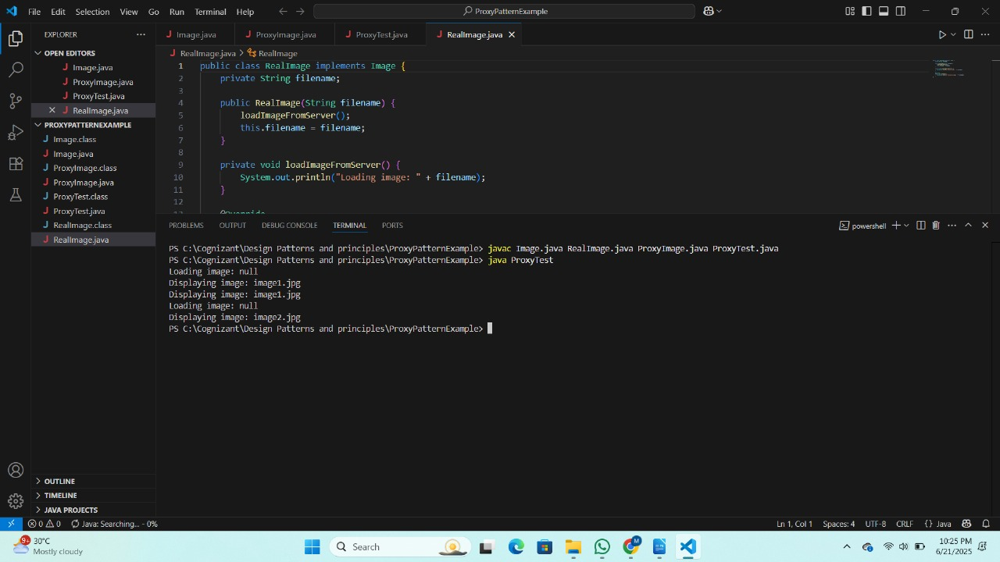 File Edit Selection View Go Run Terminal Help
ProxyPatternExample
EXPLORER
Image.java ProxyImage.java ProxyTest.java RealImage.java
OPEN EDITORS
Image.java
ProxyImage.java
ProxyTest.java
RealImage.java
PROXYPATTERNEXAMPLE
Image.class
Image.java
ProxyImage.class
ProxyImage.java
ProxyTest.class
ProxyTest.java
RealImage.class
RealImage.java
OUTLINE
TIMELINE
JAVA PROJECTS
RealImage.java > RealImage
1 public class RealImage implements Image {
2 private String filename;
3
4 public RealImage(String filename) {
5 loadImageFromServer();
6 this.filename = filename;
7 }
8
9 private void loadImageFromServer() {
10 System.out.println("Loading image: " + filename);
11 }
12
13 @Override
PROBLEMS OUTPUT DEBUG CONSOLE TERMINAL PORTS
powershell
PS C:\Cognizant\Design Patterns and principles\ProxyPatternExample> javac Image.java RealImage.java ProxyImage.java ProxyTest.java
PS C:\Cognizant\Design Patterns and principles\ProxyPatternExample> java ProxyTest
Loading image: null
Displaying image: image1.jpg
Displaying image: image1.jpg
Loading image: null
Displaying image: image2.jpg
PS C:\Cognizant\Design Patterns and principles\ProxyPatternExample>
0 0 Java: Searching... - 0%
Ln 1, Col 1 Spaces: 4 UTF-8 CRLF {} Java
9+ 30°C
Mostly cloudy
Search
M
10:25 PM
6/21/2025